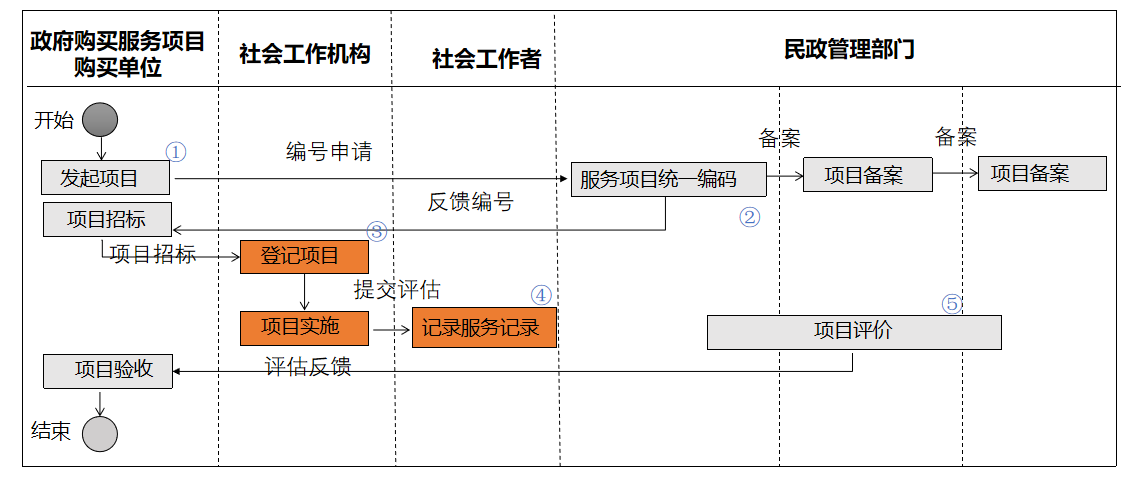 政府购买服务项目
购买单位
社会工作机构
社会工作者
民政管理部门
开始
①
编号申请
备案
备案
发起项目
服务项目统一编码
项目备案
项目备案
项目招标
反馈编号
②
③
项目招标
登记项目
提交评估
④
⑤
项目实施
记录服务记录
项目评价
项目验收
评估反馈
结束